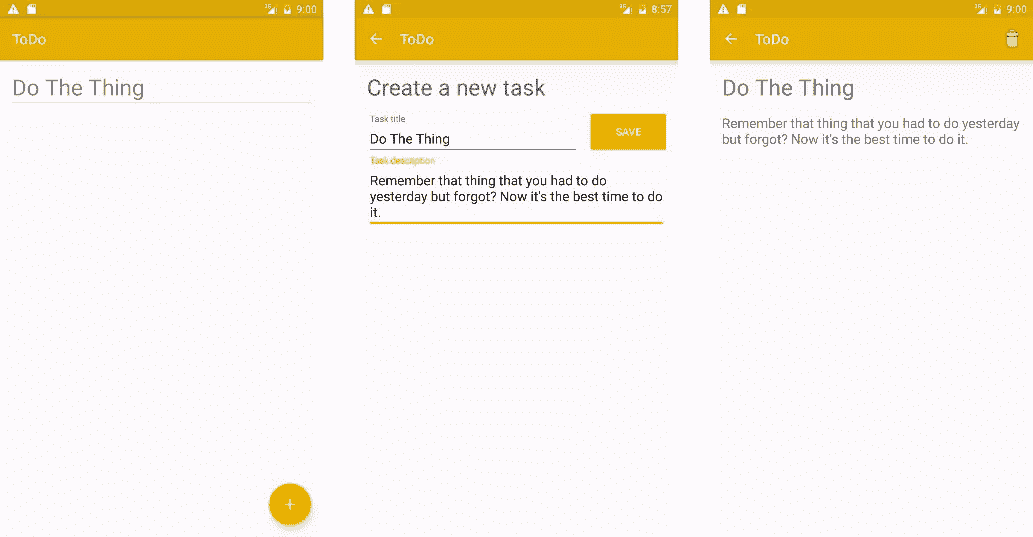 9:00
ToDo
Do The Thing
+
8:57
ToDo
Create a new task
Task title
Do The Thing
SAVE
Task description
Remember that thing that you had to do
yesterday but forgot? Now it's the best time to do
it.
9:00
ToDo
Do The Thing
Remember that thing that you had to do yesterday
but forgot? Now it's the best time to do it.